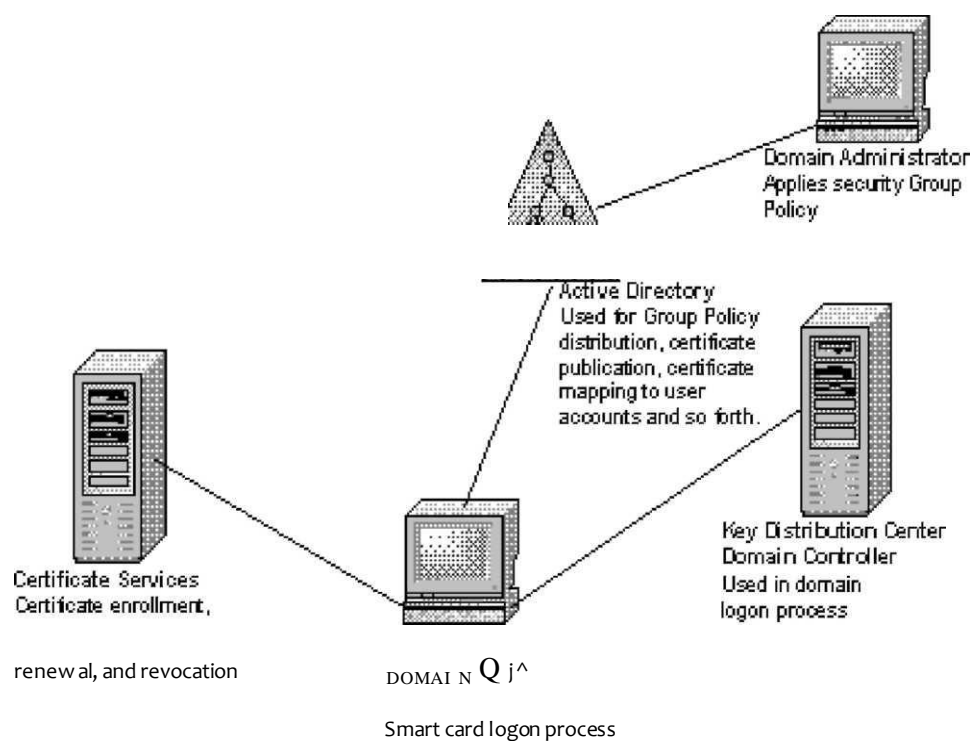 Domain Administrator
Applies security Group
Policy
Active Directory
Used for Group Policy
distribution, certificate
publication, certificate
mapping to user
accounts and so forth.
Key Distribution Center
Domain Controller
Used in domain
logon process
Certificate Services
Certificate enrollment,
renew al, and revocation
DOMAI N Q j^
Smart card logon process